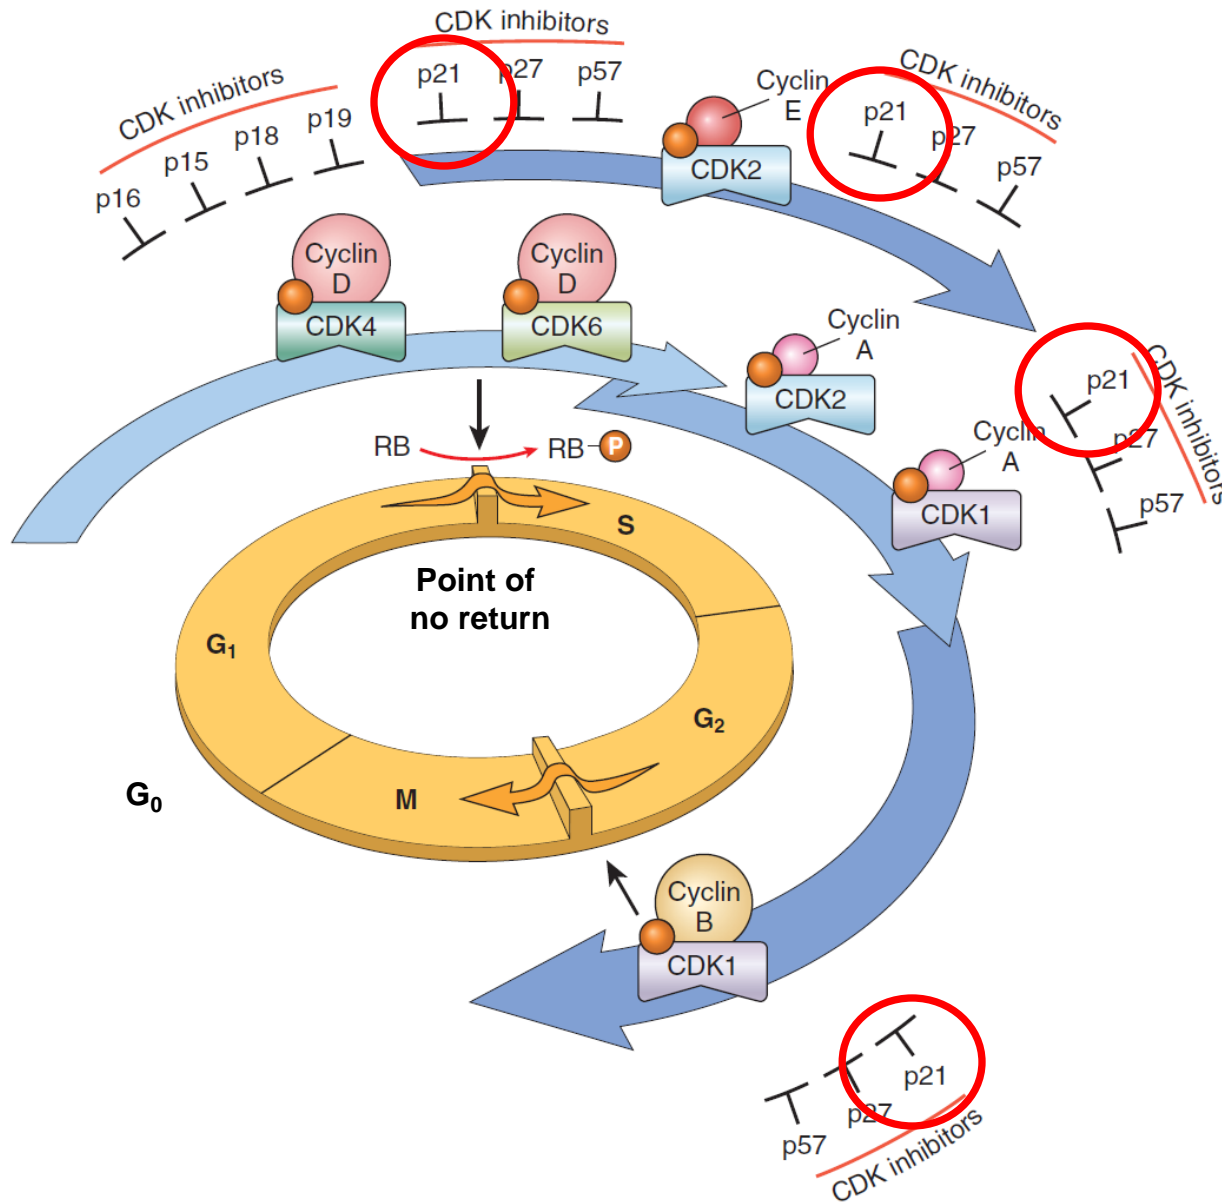 CDK inhibitors
p16
p15
p18
p19
CDK inhibitors
p21
p27
p57
Cyclin
E
CDK2
CDK inhibitors
p21
p27
p57
Cyclin
D
CDK4
Cyclin
D
CDK6
Cyclin
A
CDK2
CDK inhibitors
p21
p27
p57
Cyclin
A
CDK1
RB
RB
P
S
Point of
no return
G₁
G₂
M
G₀
Cyclin
B
CDK1
p21
p27
p57
CDK inhibitors